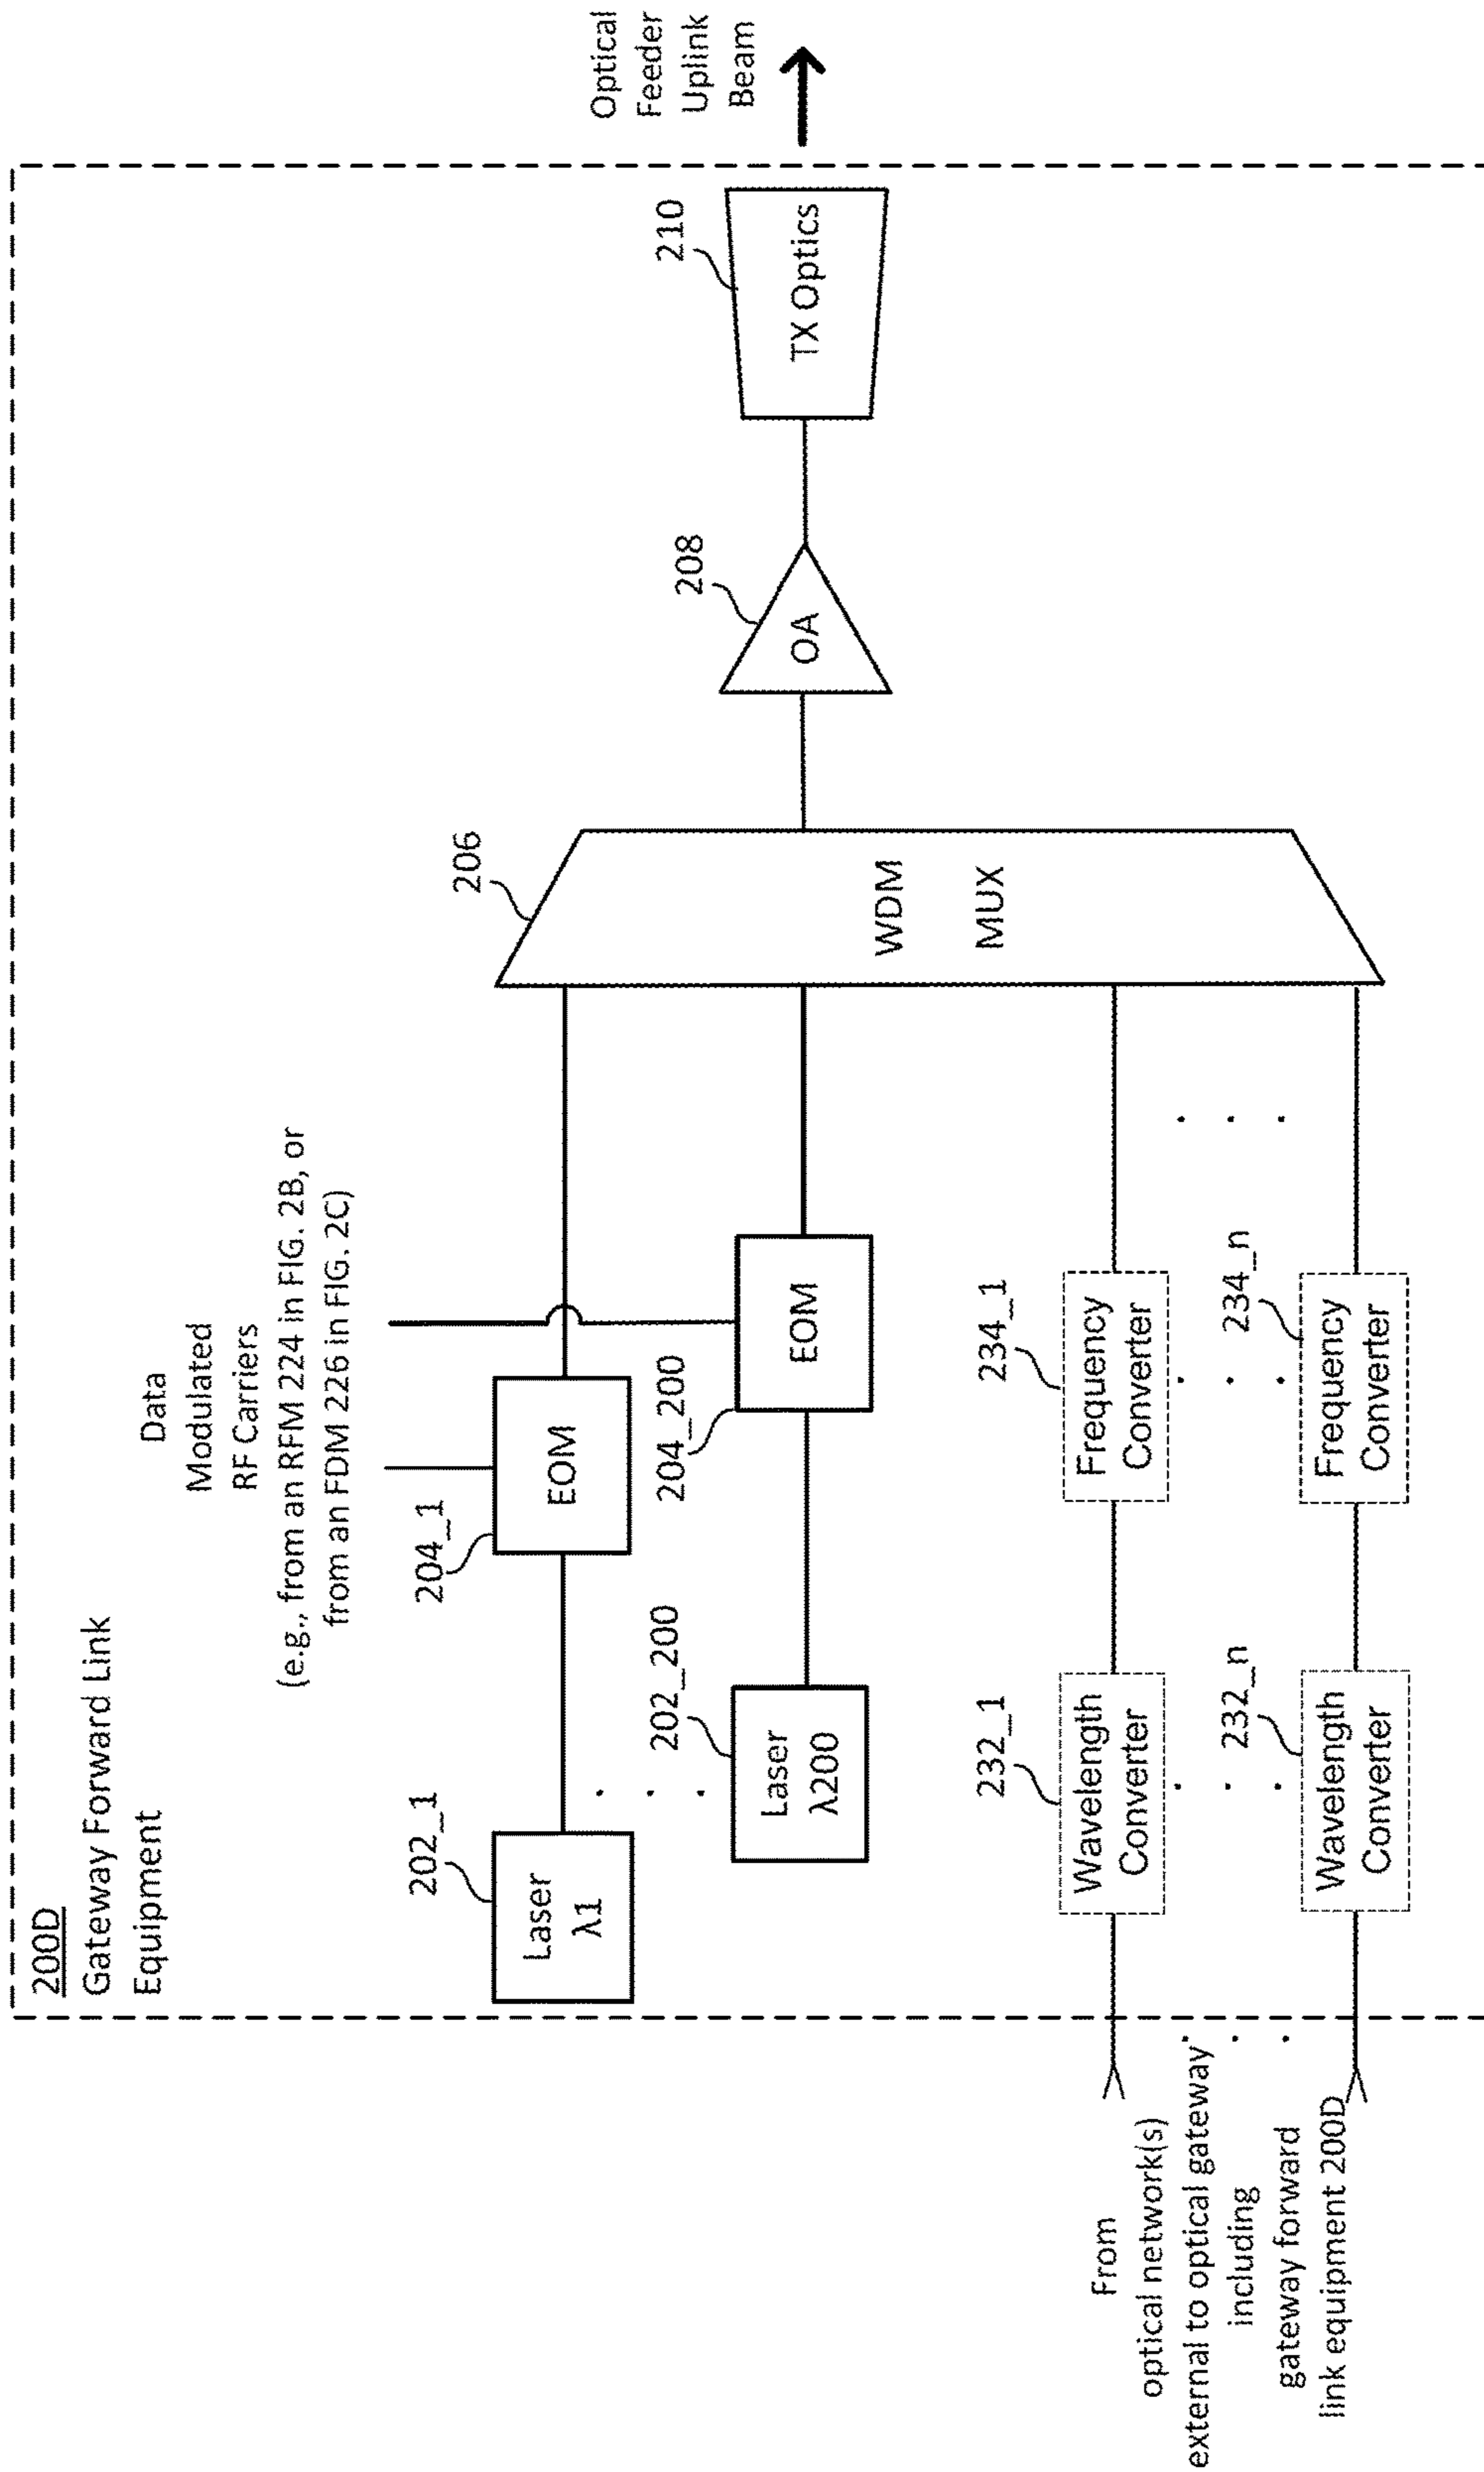 200D
Gateway Forward Link
Equipment
Data
Modulated
RF Carriers
(e.g., from an RFM 224 in FIG. 2B, or
from an FDM 226 in FIG. 2C)
202_1
Laser
λ1
204_1
EOM
202_200
Laser
λ200
204_200
EOM
206
WDM
MUX
208
OA
210
TX Optics
Optical
Feeder
Uplink
Beam
232_1
Wavelength
Converter
234_1
Frequency
Converter
232_n
Wavelength
Converter
234_n
Frequency
Converter
From
optical network(s)
external to optical gateway
including
gateway forward
link equipment 200D